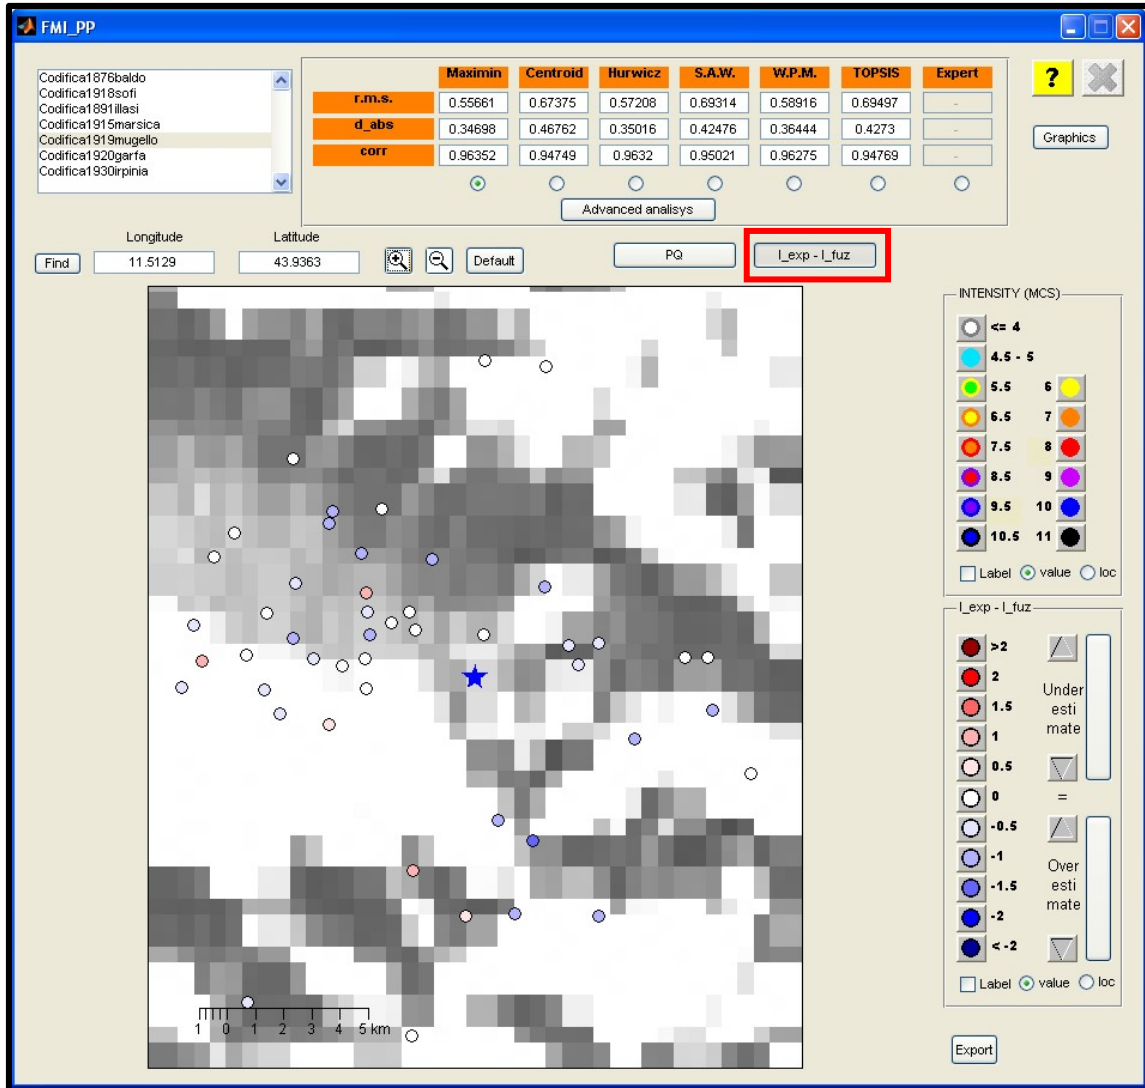 FMI_PP
Codifica1876baldo
Codifica1918sofi
Codifica1891illasi
Codifica1915marsica
Codifica1919mugello
Codifica1920garfa
Codifica1930irpinia
Maximin Centroid Hurwicz S.A.W. W.P.M. TOPSIS Expert
r.m.s. 0.55661 0.67375 0.57208 0.69314 0.58916 0.69497 -
d_abs 0.34698 0.46762 0.35016 0.42476 0.36444 0.4273 -
corr 0.96352 0.94749 0.9632 0.95021 0.96275 0.94769 -
Advanced analisys
?
Graphics
Longitude Latitude
Find 11.5129 43.9363 Default PQ I_exp - I_fuz
INTENSITY (MCS)
<= 4
4.5 - 5
5.5 6
6.5 7
7.5 8
8.5 9
9.5 10
10.5 11
Label value loc
I_exp - I_fuz
>2
2
1.5
1
0.5
0
-0.5
-1
-1.5
-2
< -2
Under
esti
mate
=
Over
esti
mate
Label value loc
1 0 1 2 3 4 5 km
Export